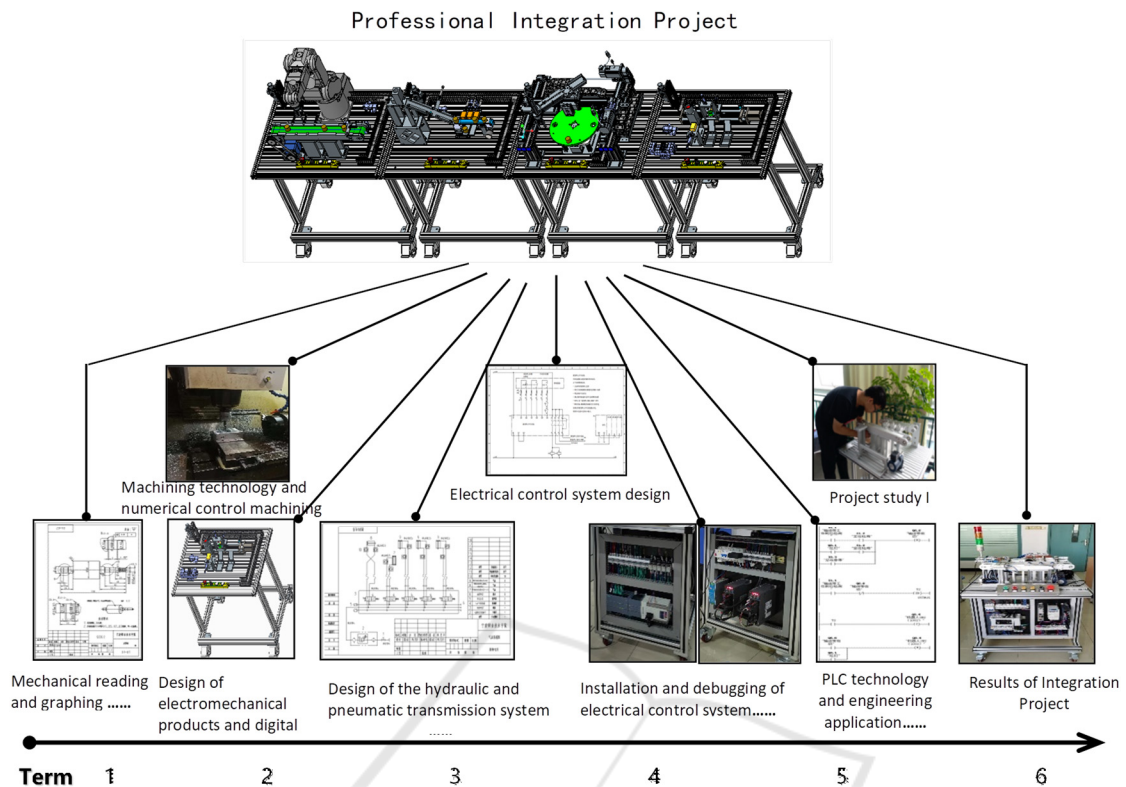 Professional Integration Project
Machining technology and
numerical control machining
Electrical control system design
Project study I
Mechanical reading
and graphing ......
Design of
electromechanical
products and digital
Design of the hydraulic and
pneumatic transmission system
......
Installation and debugging of
electrical control system......
PLC technology
and engineering
application......
Results of Integration
Project
Term 1 2 3 4 5 6